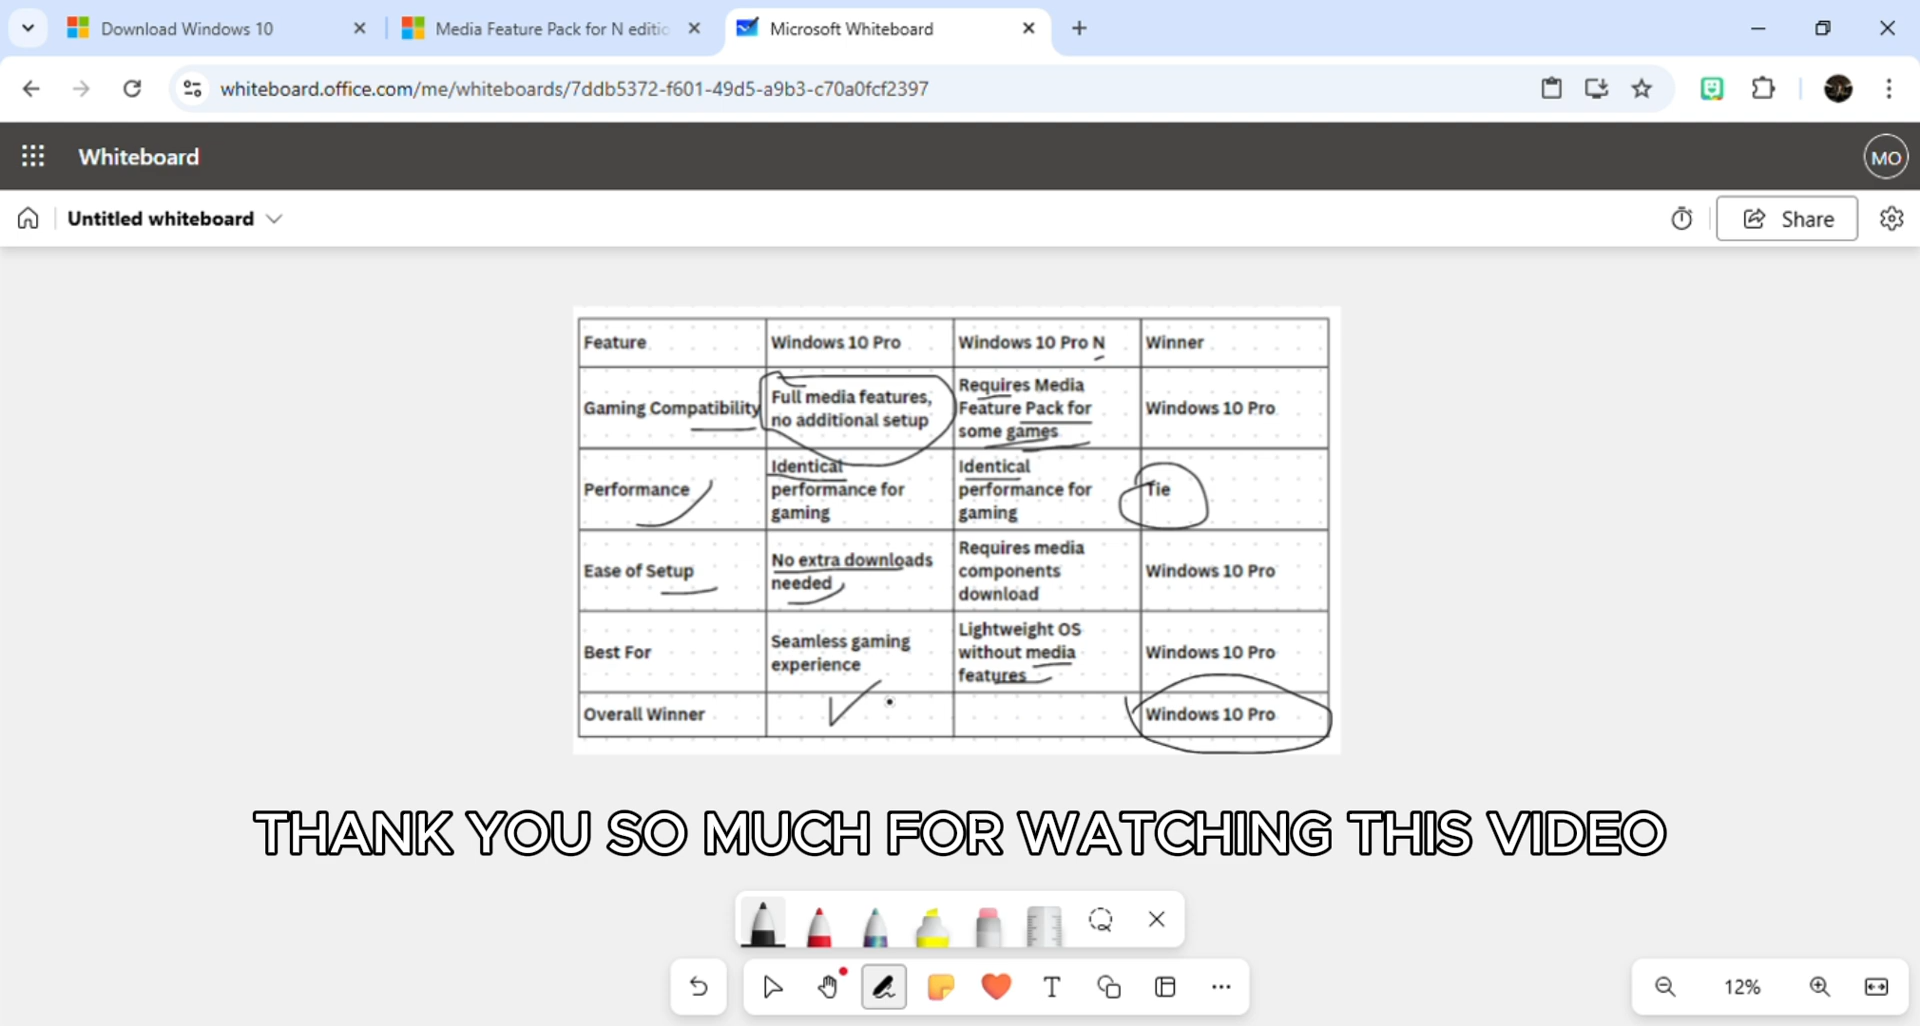 Download Windows 10
Media Feature Pack for N editic
Microsoft Whiteboard
whiteboard.office.com/me/whiteboards/7ddb5372-f601-49d5-a9b3-c70a0fcf2397
Whiteboard
MO
Untitled whiteboard
Share
Feature
Windows 10 Pro
Windows 10 Pro N
Winner
Gaming Compatibility
Full media features,
no additional setup
Requires Media
Feature Pack for
some games
Windows 10 Pro
Performance
Identical
performance for
gaming
Identical
performance for
gaming
Tie
Ease of Setup
No extra downloads
needed
Requires media
components
download
Windows 10 Pro
Best For
Seamless gaming
experience
Lightweight OS
without media
features
Windows 10 Pro
Overall Winner
Windows 10 Pro
THANK YOU SO MUCH FOR WATCHING THIS VIDEO
12%